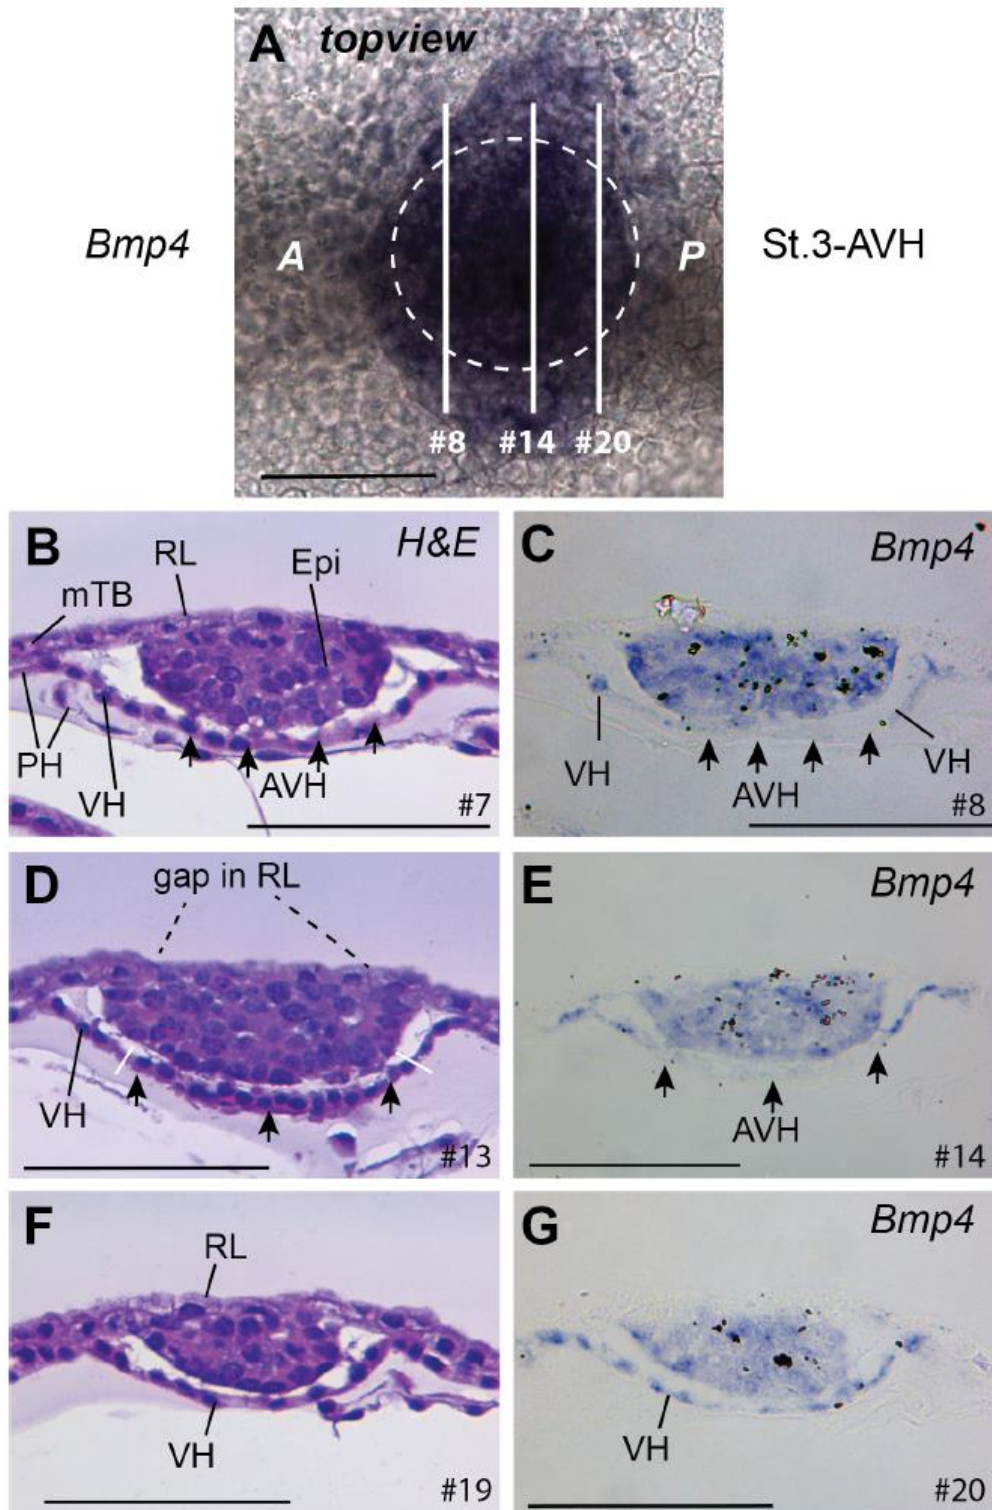 A topview
Bmp4
A
P
St.3-AVH
#8 #14 #20
B
H&E
RL
Epi
mTB
PH
VH
AVH
#7
C
Bmp4
VH
VH
AVH
#8
D
gap in RL
VH
#13
E
Bmp4
AVH
#14
F
RL
VH
#19
G
Bmp4
VH
#20